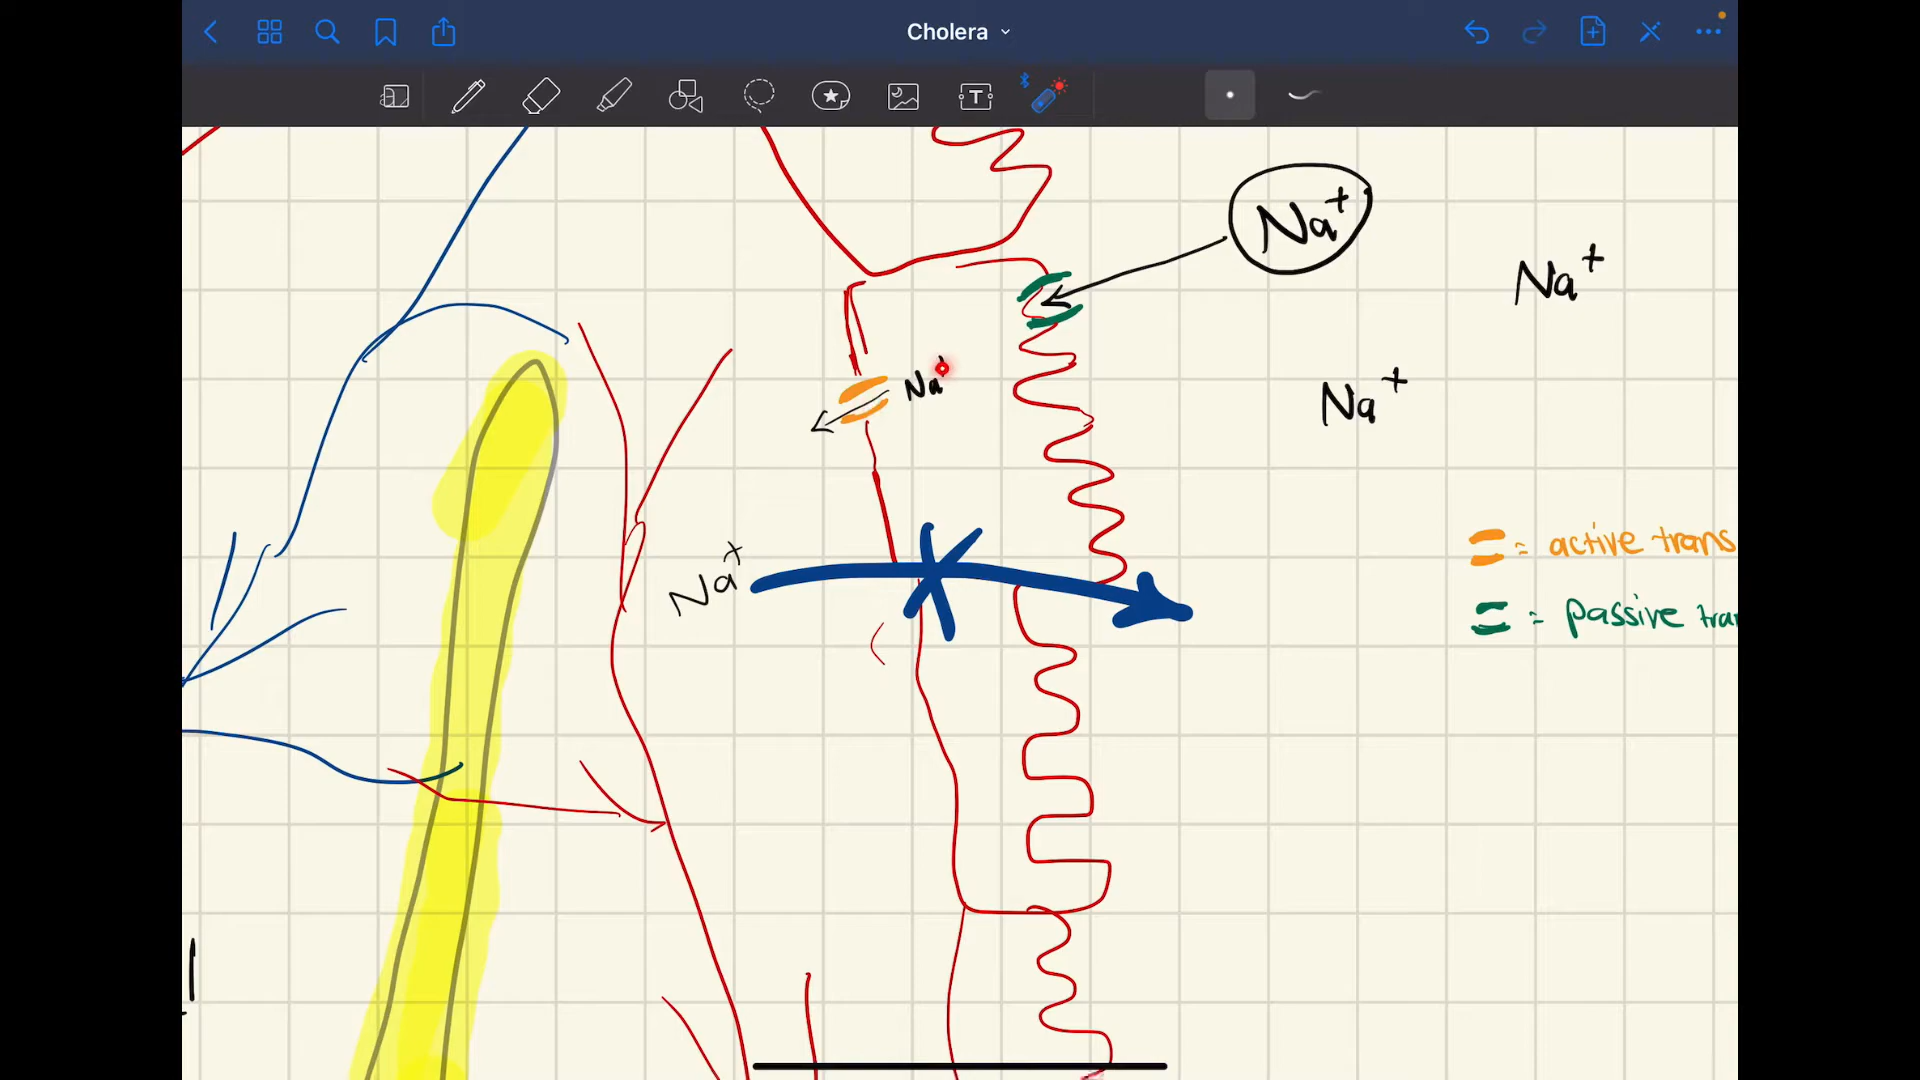 Cholera
Na+
Na+
Na+
Na+
= active trans
Na+
= passive tra